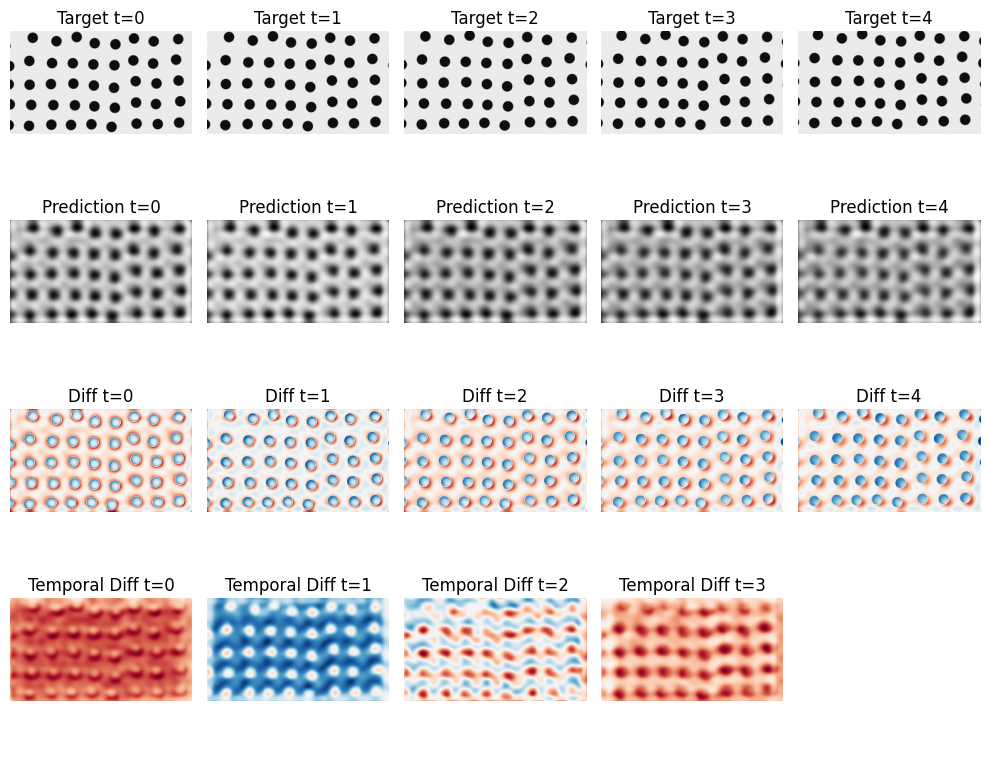 Target t=0 Target t=1 Target t=2 Target t=3 Target t=4
Prediction t=0 Prediction t=1 Prediction t=2 Prediction t=3 Prediction t=4
Diff t=0 Diff t=1 Diff t=2 Diff t=3 Diff t=4
Temporal Diff t=0 Temporal Diff t=1 Temporal Diff t=2 Temporal Diff t=3